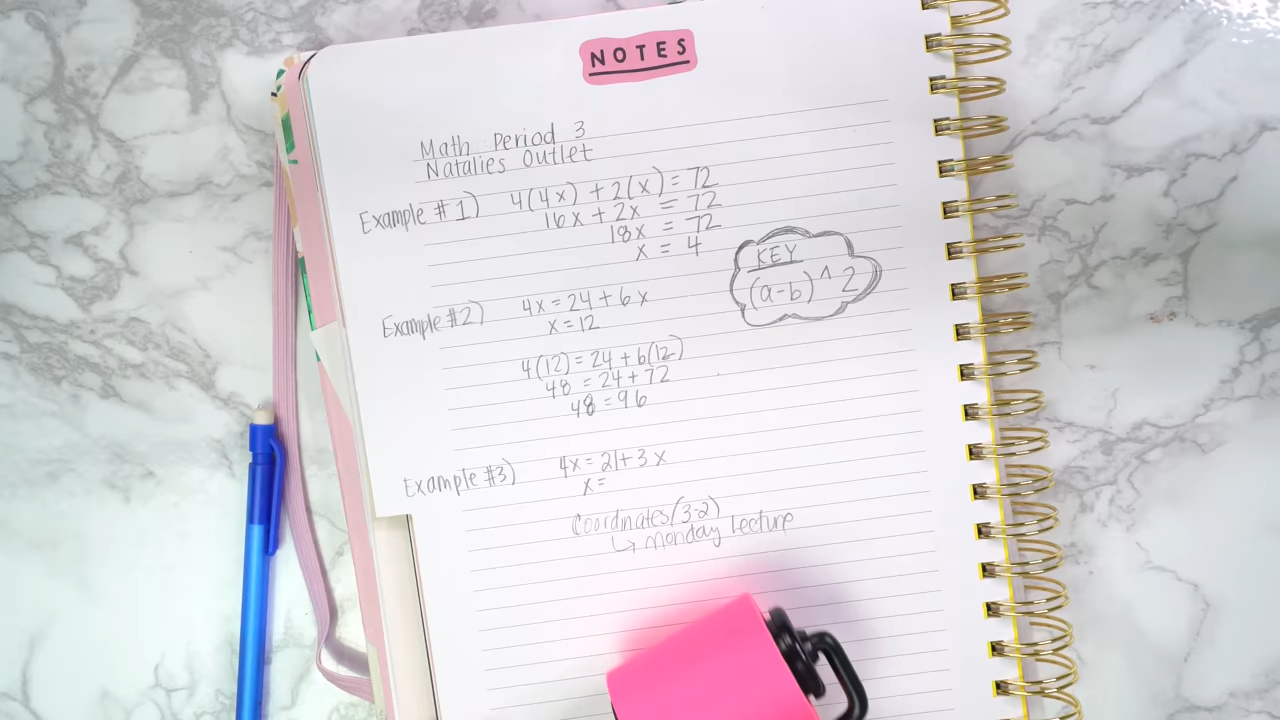 NOTES
Math Period 3
Natalies Outlet
Example #1) 4(4x) + 2(x) = 72
16x + 2x = 72
18x = 72
x = 4
KEY
(a-b)^2
Example #2) 4x = 24 + 6x
x = 12
4(12) = 24 + 6(12)
48 = 24 + 72
48 = 96
Example #3) 4x = 21 + 3x
x =
Coordinates (3-2)
↳ monday lecture